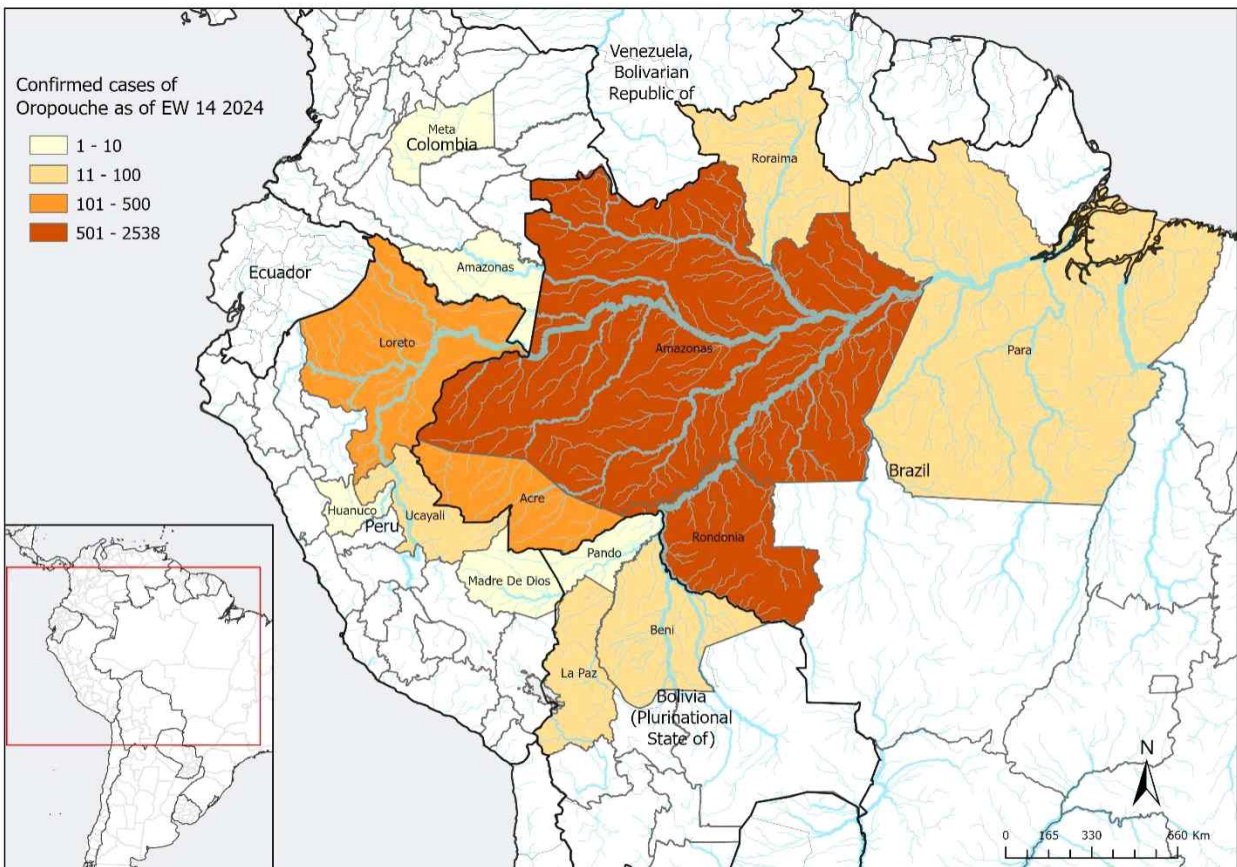 Confirmed cases of
Oropouche as of EW 14 2024
1 - 10
11 - 100
101 - 500
501 - 2538
Venezuela,
Bolivarian
Republic of
Meta
Colombia
Roraima
Ecuador
Amazonas
Loreto
Amazonas
Para
Brazil
Acre
Huanuco
Ucayali
Peru
Rondonia
Pando
Madre De Dios
Beni
La Paz
Bolivia
(Plurinational
State of)
N
0 165 330 660 Km